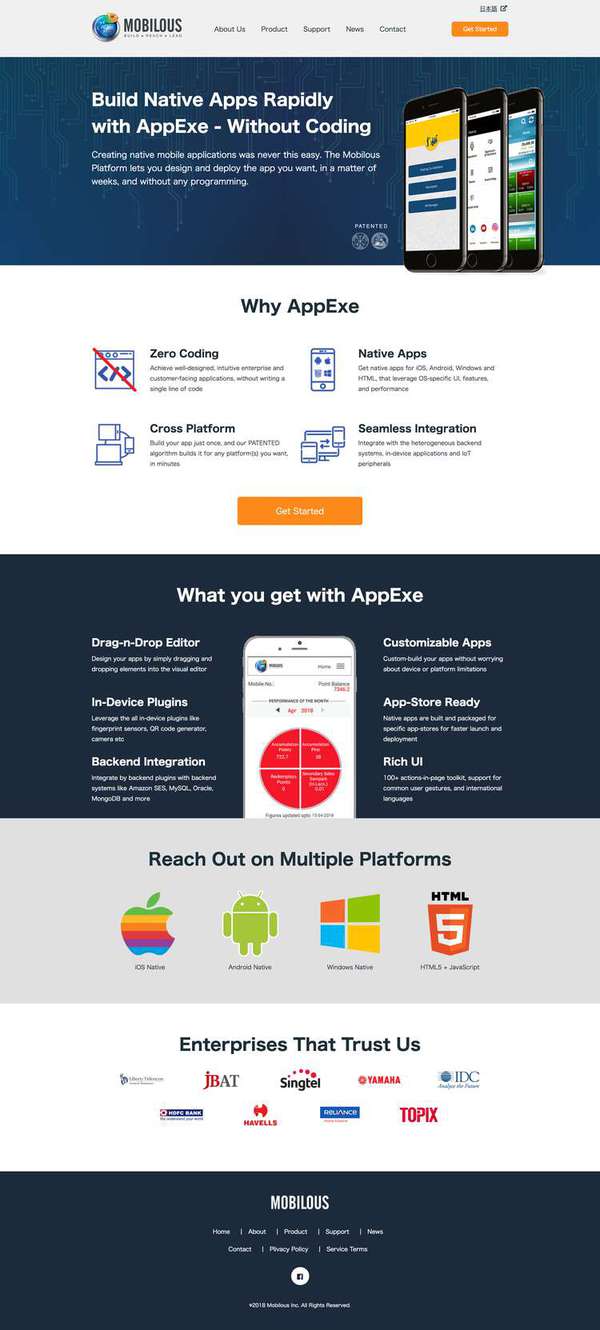 日本語
MOBILOUS
BUILD • REACH • LEAD
About Us Product Support News Contact
Get Started
Build Native Apps Rapidly
with AppExe - Without Coding
Creating native mobile applications was never this easy. The Mobilous
Platform lets you design and deploy the app you want, in a matter of
weeks, and without any programming.
PATENTED
Why AppExe
Zero Coding
Achieve well-designed, intuitive enterprise and
customer-facing applications, without writing a
single line of code
Native Apps
Get native apps for iOS, Android, Windows and
HTML, that leverage OS-specific UI, features,
and performance
Cross Platform
Build your app just once, and our PATENTED
algorithm builds it for any platform(s) you want,
in minutes
Seamless Integration
Integrate with the heterogeneous backend
systems, in-device applications and IoT
peripherals
Get Started
What you get with AppExe
Drag-n-Drop Editor
Design your apps by simply dragging and
dropping elements into the visual editor
In-Device Plugins
Leverage the all in-device plugins like
fingerprint sensors, QR code generator,
camera etc
Backend Integration
Integrate by backend plugins with backend
systems like Amazon SES, MySQL, Oracle,
MongoDB and more
MOBILOUS
Home
Mobile No.:
Point Balance
7346.2
PERFORMANCE OF THE MONTH
Apr 2018
Accumulation
Points
722.7
Accumulation
Pine
38
Redemption
Points
0
Secondary Sales
Samparn
(in Lacs.)
0.01
Figures updated upto 15-04-2018
Customizable Apps
Custom-build your apps without worrying
about device or platform limitations
App-Store Ready
Native apps are built and packaged for
specific app-stores for faster launch and
deployment
Rich UI
100+ actions-in-page toolkit, support for
common user gestures, and international
languages
Reach Out on Multiple Platforms
HTML
5
iOS Native
Android Native
Windows Native
HTML5 + JavaScript
Enterprises That Trust Us
JBAT
Singtel
YAMAHA
IDC
Analyze the Future
HDFC BANK
We understand your world
HAVELLS
RELIANCE
TOPIX
MOBILOUS
Home | About | Product | Support | News
Contact | Privacy Policy | Service Terms
©2018 Mobilous Inc. All Rights Reserved